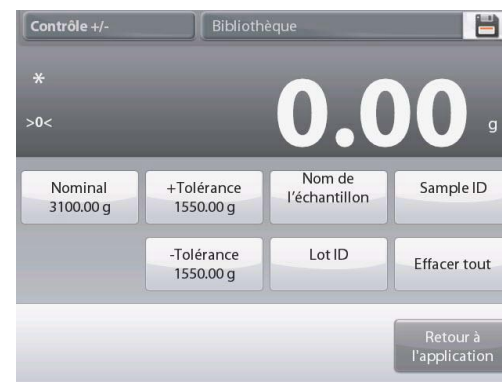 Contrôle +/-
Bibliothèque
*
>0<
0.00 g
Nominal
3100.00 g
+Tolérance
1550.00 g
Nom de
l'échantillon
Sample ID
-Tolérance
1550.00 g
Lot ID
Effacer tout
Retour à
l'application